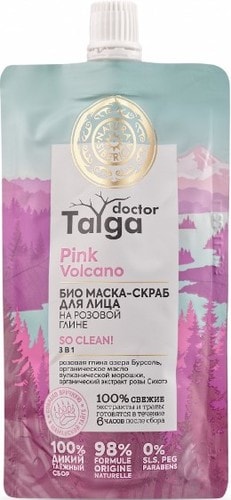 doctor
Taiga
Pink
Volcano
БИО МАСКА-СКРАБ
ДЛЯ ЛИЦА
НА РОЗОВОЙ
ГЛИНЕ
SO CLEAN!
3 В 1
розовая глина озера Бурсоль,
органическое масло
вулканической морошки,
органический экстракт розы Сихотэ
100% СВЕЖИЕ
экстракты и травы
готовятся в течение
6 часов после сбора
100%
ДИКИЙ
ТАЁЖНЫЙ
СБОР
98%
FORMULE
ORIGINE
NATURELLE
0%
SLS, PEG
PARABENS